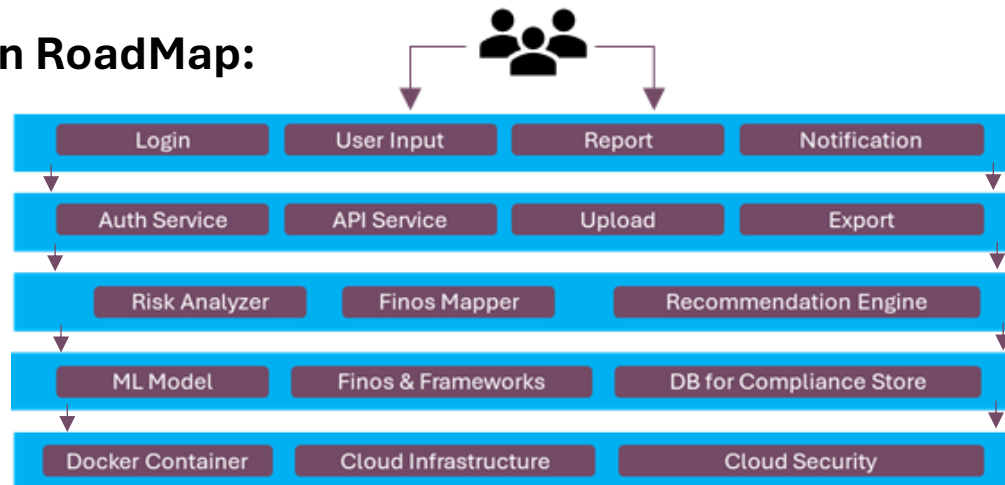 n RoadMap:
Login User Input Report Notification
Auth Service API Service Upload Export
Risk Analyzer Finos Mapper Recommendation Engine
ML Model Finos & Frameworks DB for Compliance Store
Docker Container Cloud Infrastructure Cloud Security